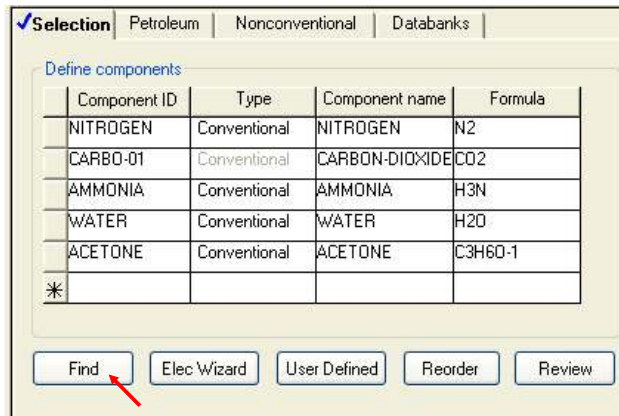 Selection Petroleum Nonconventional Databanks
Define components
Component ID Type Component name Formula
NITROGEN Conventional NITROGEN N2
CARBO-01 Conventional CARBON-DIOXIDE CO2
AMMONIA Conventional AMMONIA H3N
WATER Conventional WATER H2O
ACETONE Conventional ACETONE C3H6O-1
Find Elec Wizard User Defined Reorder Review